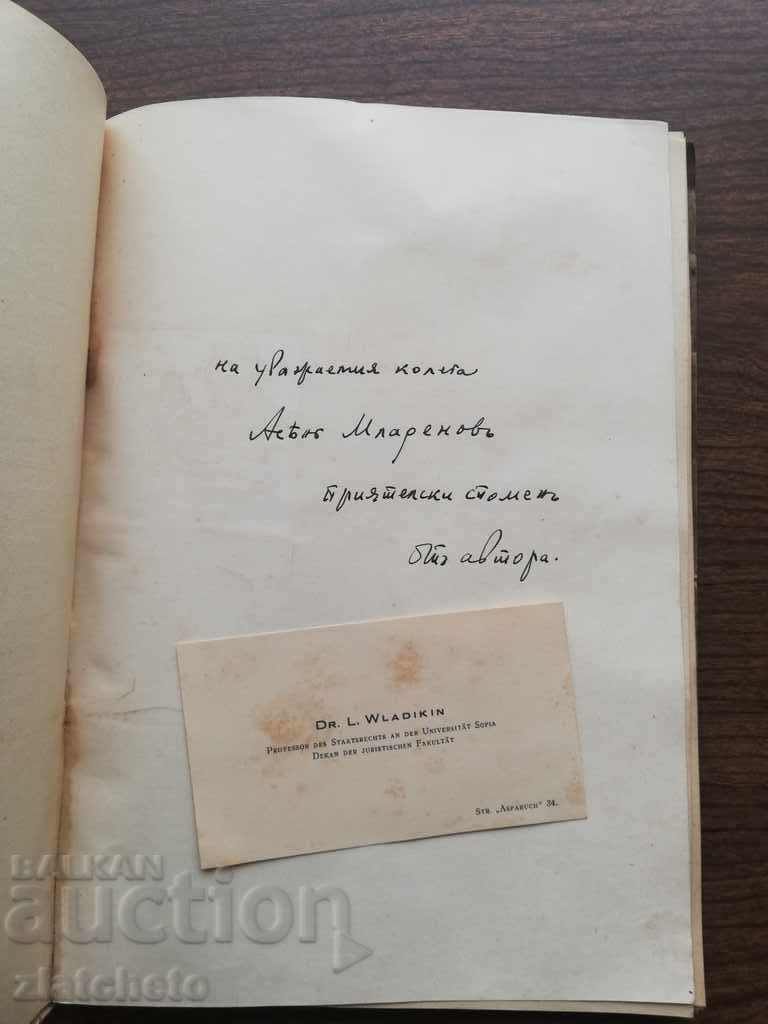 на уважаемия колега
Асѣнъ Младеновъ
приятелски споменъ
отъ автора.
DR. L. WLADIKIN
PROFESSOR DES STAATSRECHTS AN DER UNIVERSITÄT SOFIA
DEKAN DER JURISTISCHEN FAKULTÄT
STR. „ASPARUCH" 34.
BALKAN
auction
zlatcheto